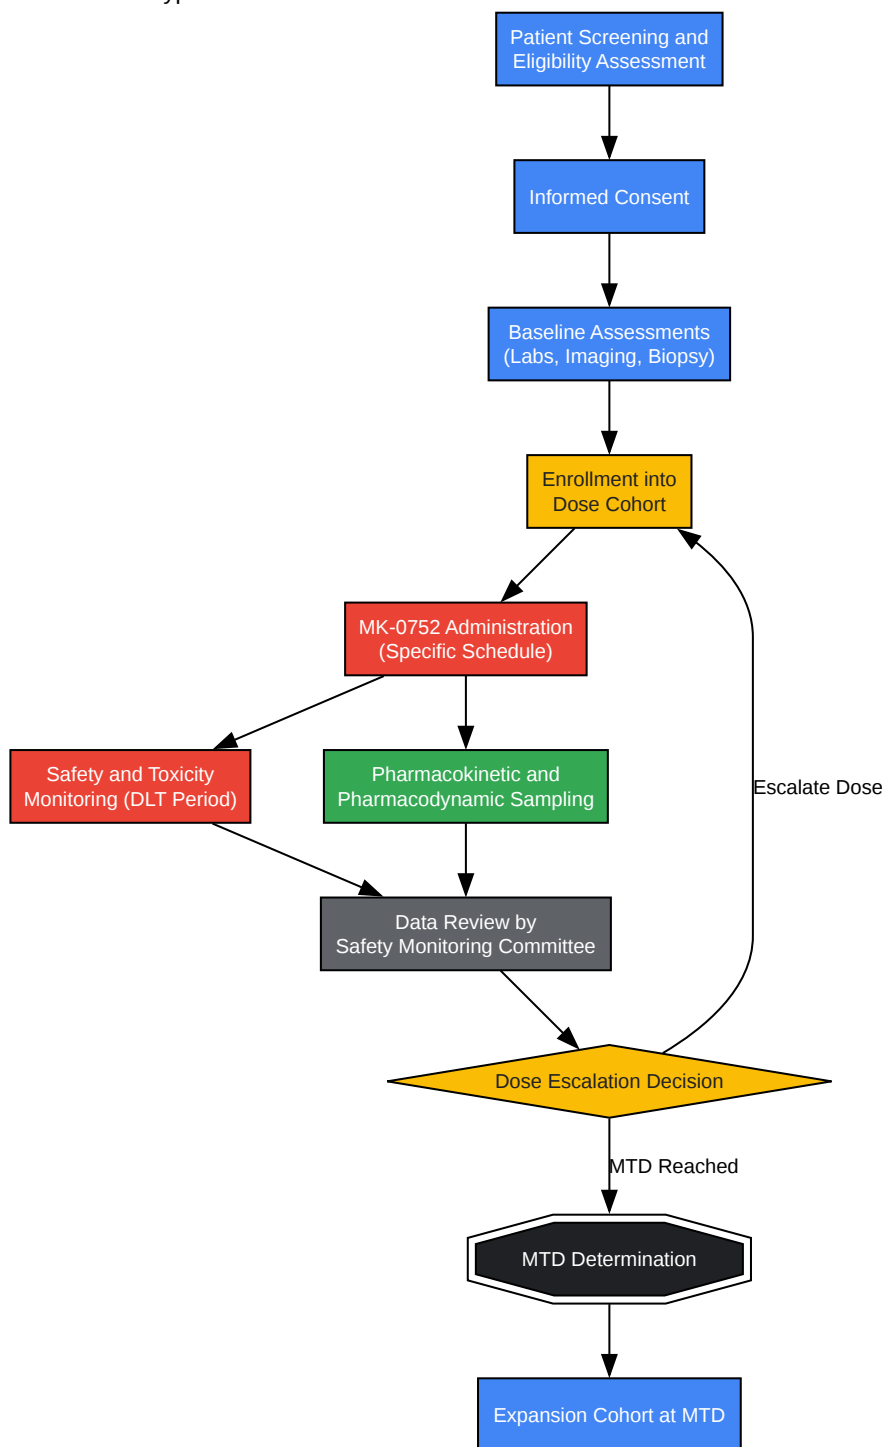 Patient Screening and
Eligibility Assessment
Informed Consent
Baseline Assessments
(Labs, Imaging, Biopsy)
Enrollment into
Dose Cohort
MK-0752 Administration
(Specific Schedule)
Safety and Toxicity
Monitoring (DLT Period)
Pharmacokinetic and
Pharmacodynamic Sampling
Escalate Dose
Data Review by
Safety Monitoring Committee
Dose Escalation Decision
MTD Reached
MTD Determination
Expansion Cohort at MTD